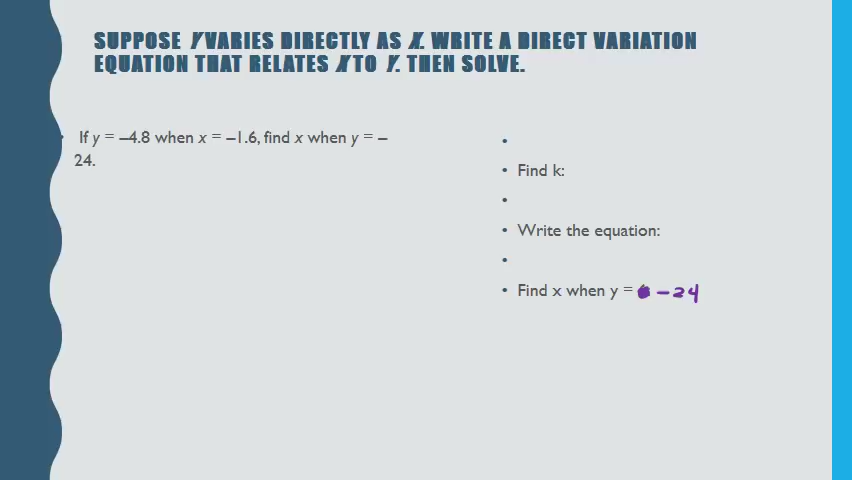 SUPPOSE Y VARIES DIRECTLY AS X. WRITE A DIRECT VARIATION
EQUATION THAT RELATES X TO Y. THEN SOLVE.
If y = –4.8 when x = –1.6, find x when y = –
24.
Find k:
Write the equation:
Find x when y = -24